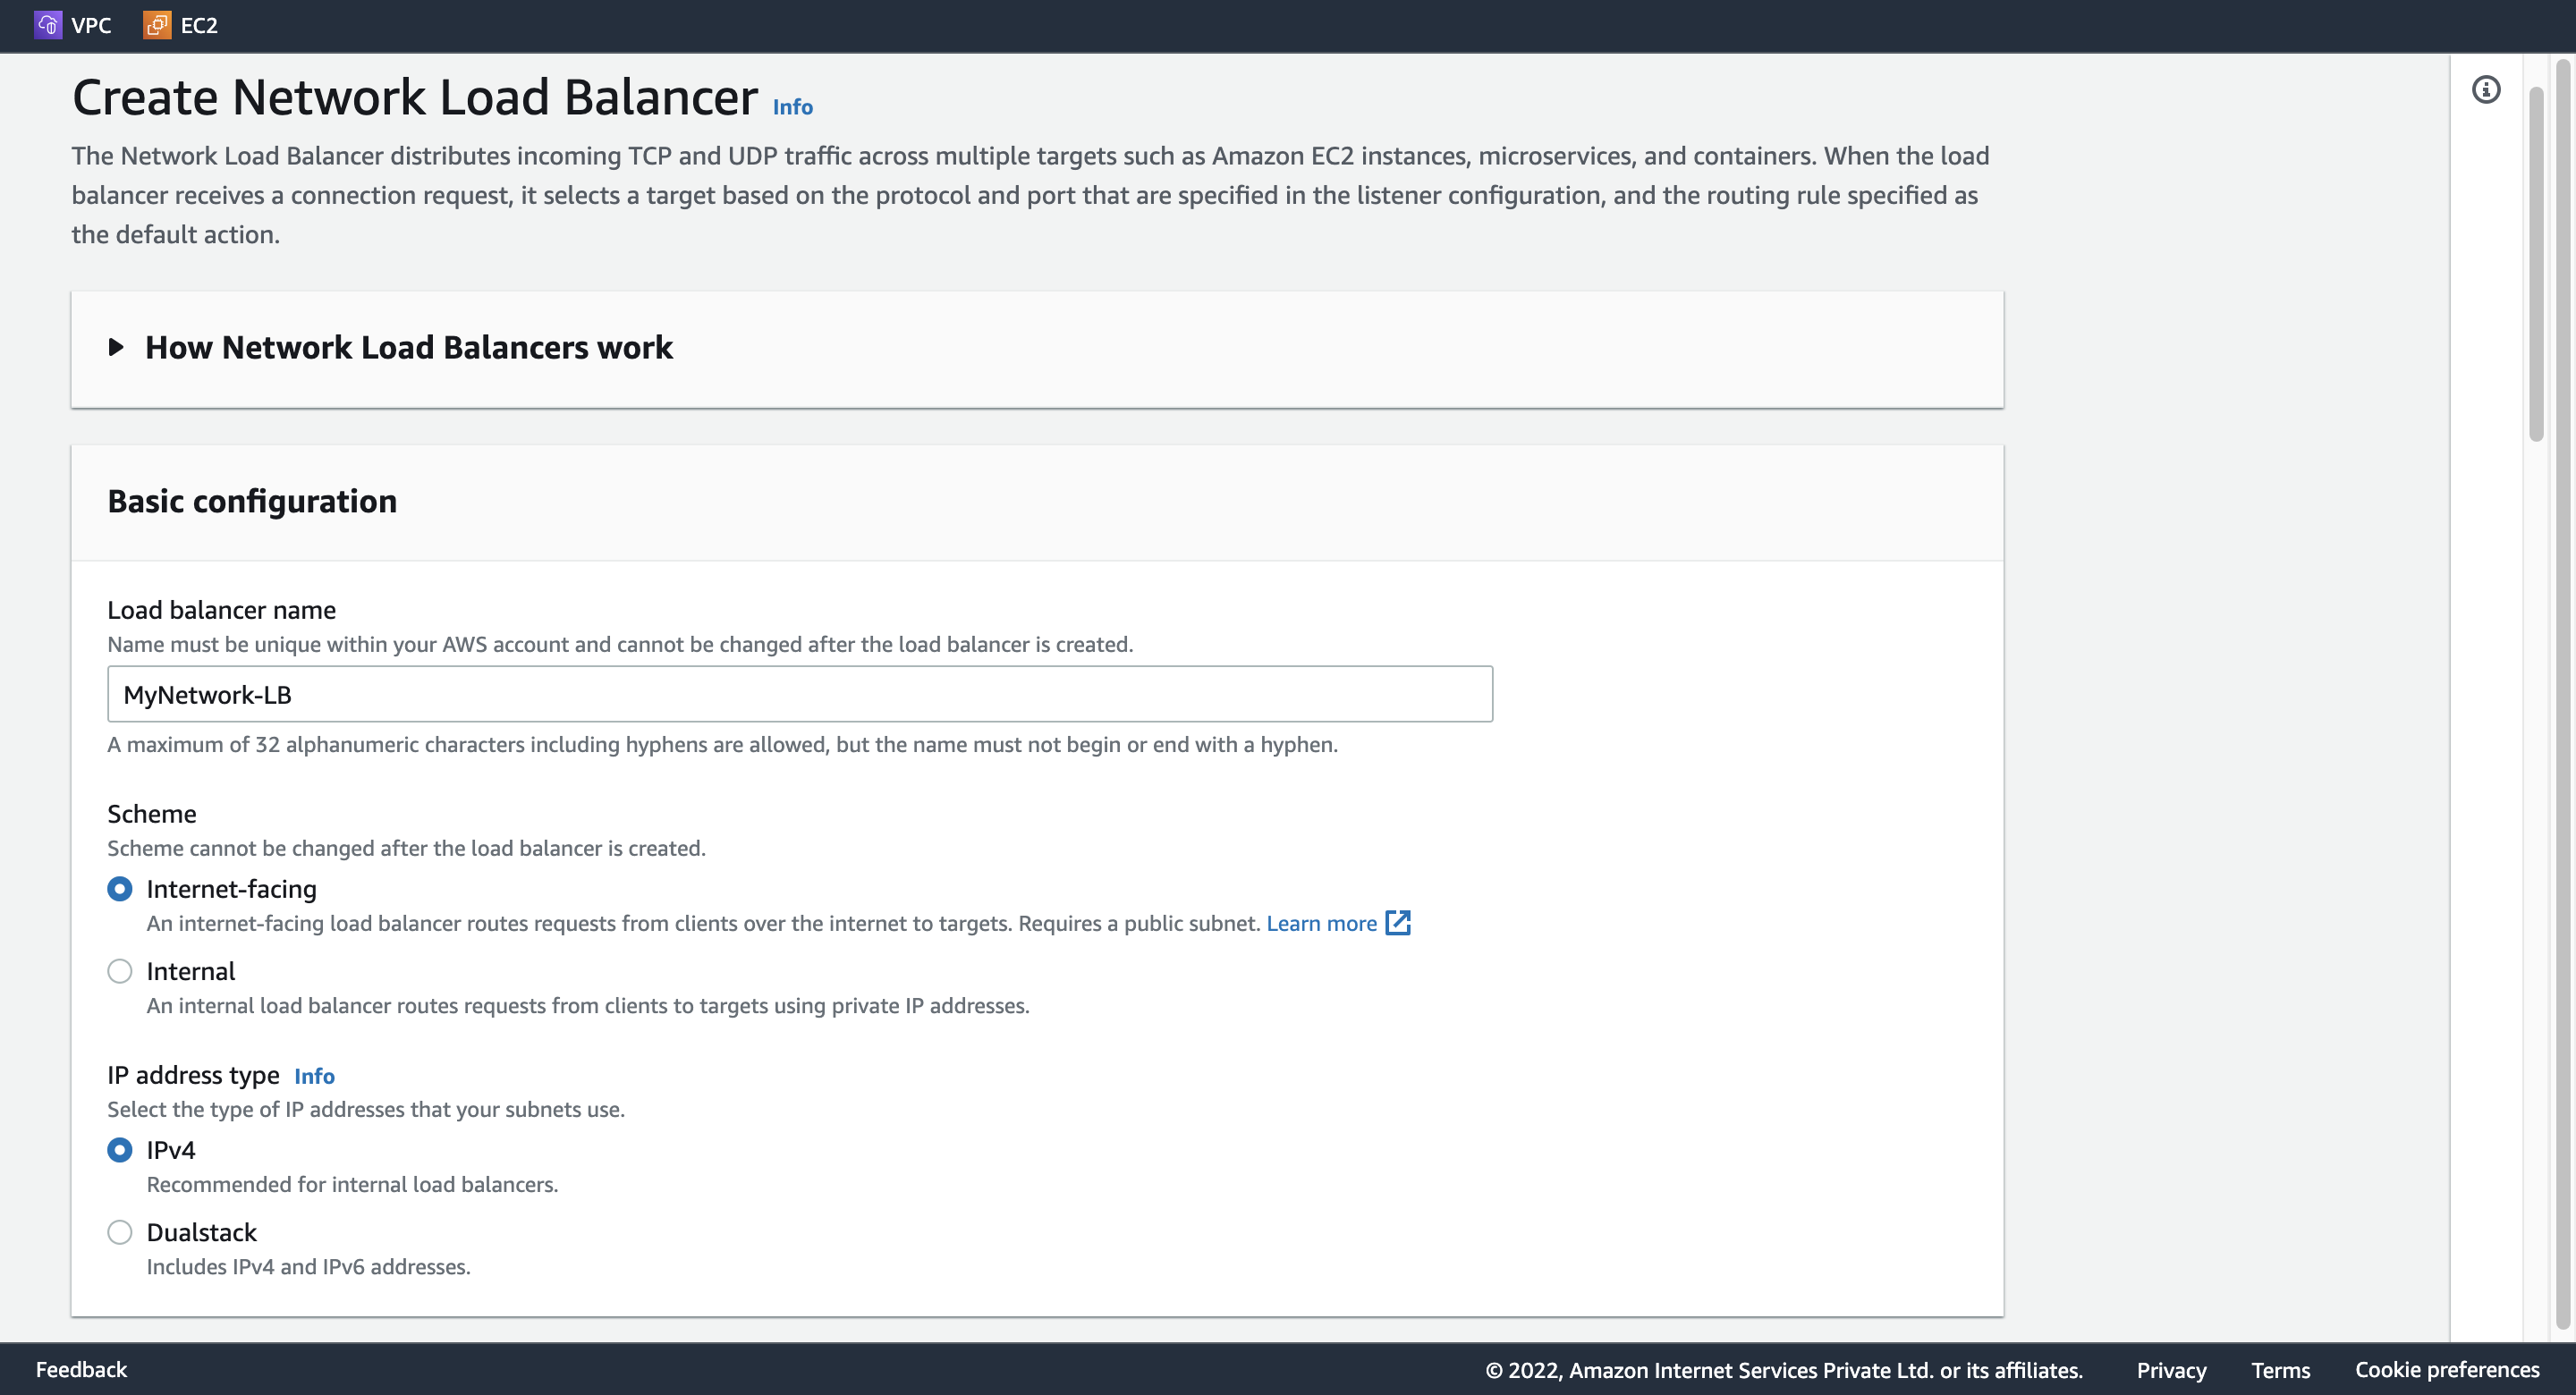 VPC EC2
Create Network Load Balancer Info
The Network Load Balancer distributes incoming TCP and UDP traffic across multiple targets such as Amazon EC2 instances, microservices, and containers. When the load
balancer receives a connection request, it selects a target based on the protocol and port that are specified in the listener configuration, and the routing rule specified as
the default action.
How Network Load Balancers work
Basic configuration
Load balancer name
Name must be unique within your AWS account and cannot be changed after the load balancer is created.
MyNetwork-LB
A maximum of 32 alphanumeric characters including hyphens are allowed, but the name must not begin or end with a hyphen.
Scheme
Scheme cannot be changed after the load balancer is created.
Internet-facing
An internet-facing load balancer routes requests from clients over the internet to targets. Requires a public subnet. Learn more
Internal
An internal load balancer routes requests from clients to targets using private IP addresses.
IP address type Info
Select the type of IP addresses that your subnets use.
IPv4
Recommended for internal load balancers.
Dualstack
Includes IPv4 and IPv6 addresses.
Feedback © 2022, Amazon Internet Services Private Ltd. or its affiliates. Privacy Terms Cookie preferences